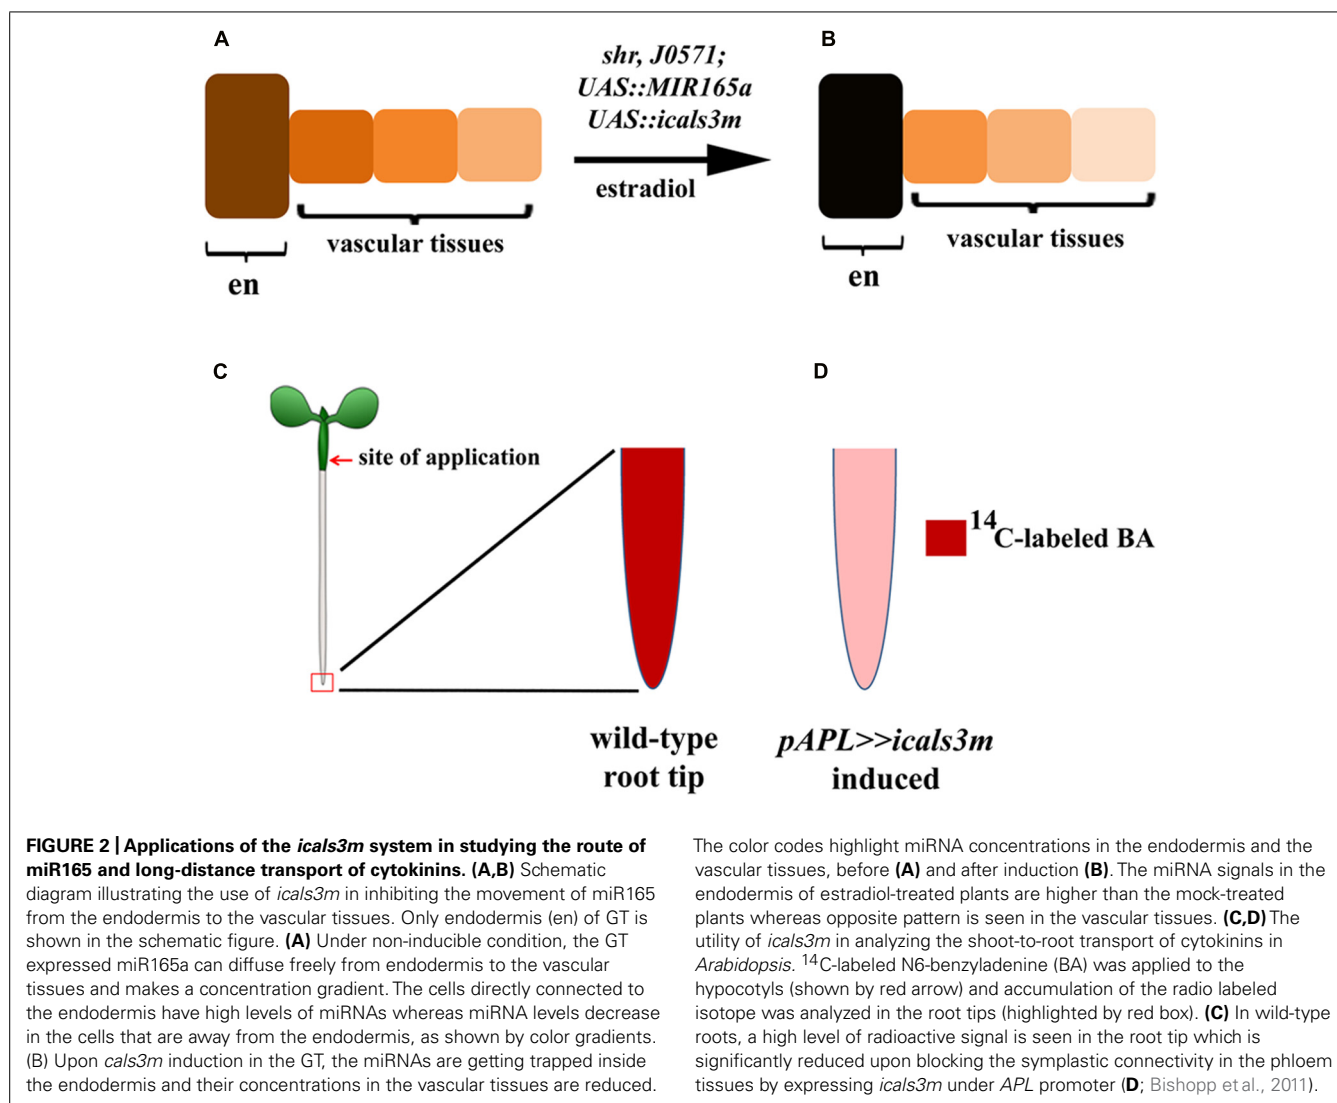 A
B
shr, J0571;
UAS::MIR165a
UAS::icals3m
estradiol
vascular tissues
en
vascular tissues
en
C
D
site of application
14C-labeled BA
wild-type
root tip
pAPL>>icals3m
induced
FIGURE 2 | Applications of the icals3m system in studying the route of
miR165 and long-distance transport of cytokinins. (A,B) Schematic
diagram illustrating the use of icals3m in inhibiting the movement of miR165
from the endodermis to the vascular tissues. Only endodermis (en) of GT is
shown in the schematic figure. (A) Under non-inducible condition, the GT
expressed miR165a can diffuse freely from endodermis to the vascular
tissues and makes a concentration gradient. The cells directly connected to
the endodermis have high levels of miRNAs whereas miRNA levels decrease
in the cells that are away from the endodermis, as shown by color gradients.
(B) Upon cals3m induction in the GT, the miRNAs are getting trapped inside
the endodermis and their concentrations in the vascular tissues are reduced.
The color codes highlight miRNA concentrations in the endodermis and the
vascular tissues, before (A) and after induction (B). The miRNA signals in the
endodermis of estradiol-treated plants are higher than the mock-treated
plants whereas opposite pattern is seen in the vascular tissues. (C,D) The
utility of icals3m in analyzing the shoot-to-root transport of cytokinins in
Arabidopsis. 14C-labeled N6-benzyladenine (BA) was applied to the
hypocotyls (shown by red arrow) and accumulation of the radio labeled
isotope was analyzed in the root tips (highlighted by red box). (C) In wild-type
roots, a high level of radioactive signal is seen in the root tip which is
significantly reduced upon blocking the symplastic connectivity in the phloem
tissues by expressing icals3m under APL promoter (D; Bishopp et al., 2011).